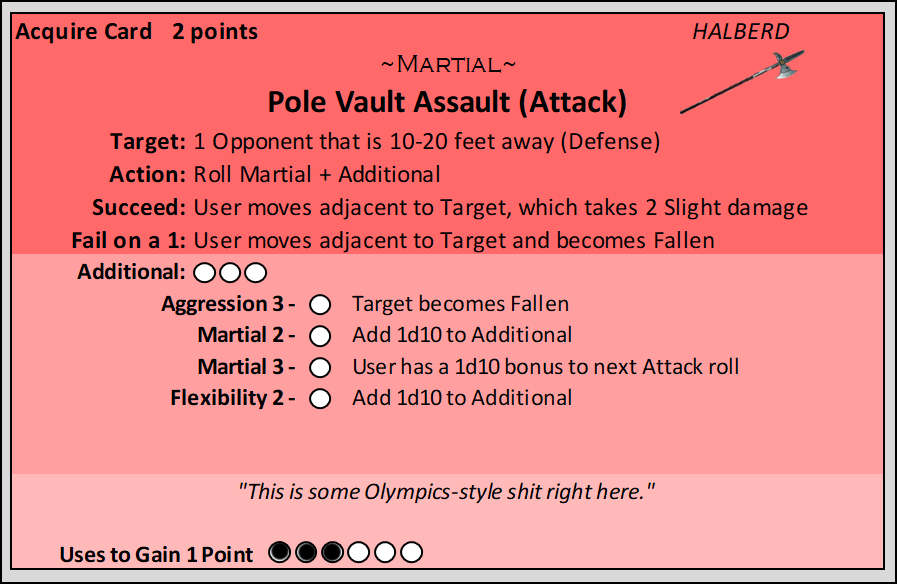 Acquire Card 2 points HALBERD
~MARTIAL~
Pole Vault Assault (Attack)
Target: 1 Opponent that is 10-20 feet away (Defense)
Action: Roll Martial + Additional
Succeed: User moves adjacent to Target, which takes 2 Slight damage
Fail on a 1: User moves adjacent to Target and becomes Fallen
Additional:
Aggression 3 - Target becomes Fallen
Martial 2 - Add 1d10 to Additional
Martial 3 - User has a 1d10 bonus to next Attack roll
Flexibility 2 - Add 1d10 to Additional
"This is some Olympics-style shit right here."
Uses to Gain 1 Point